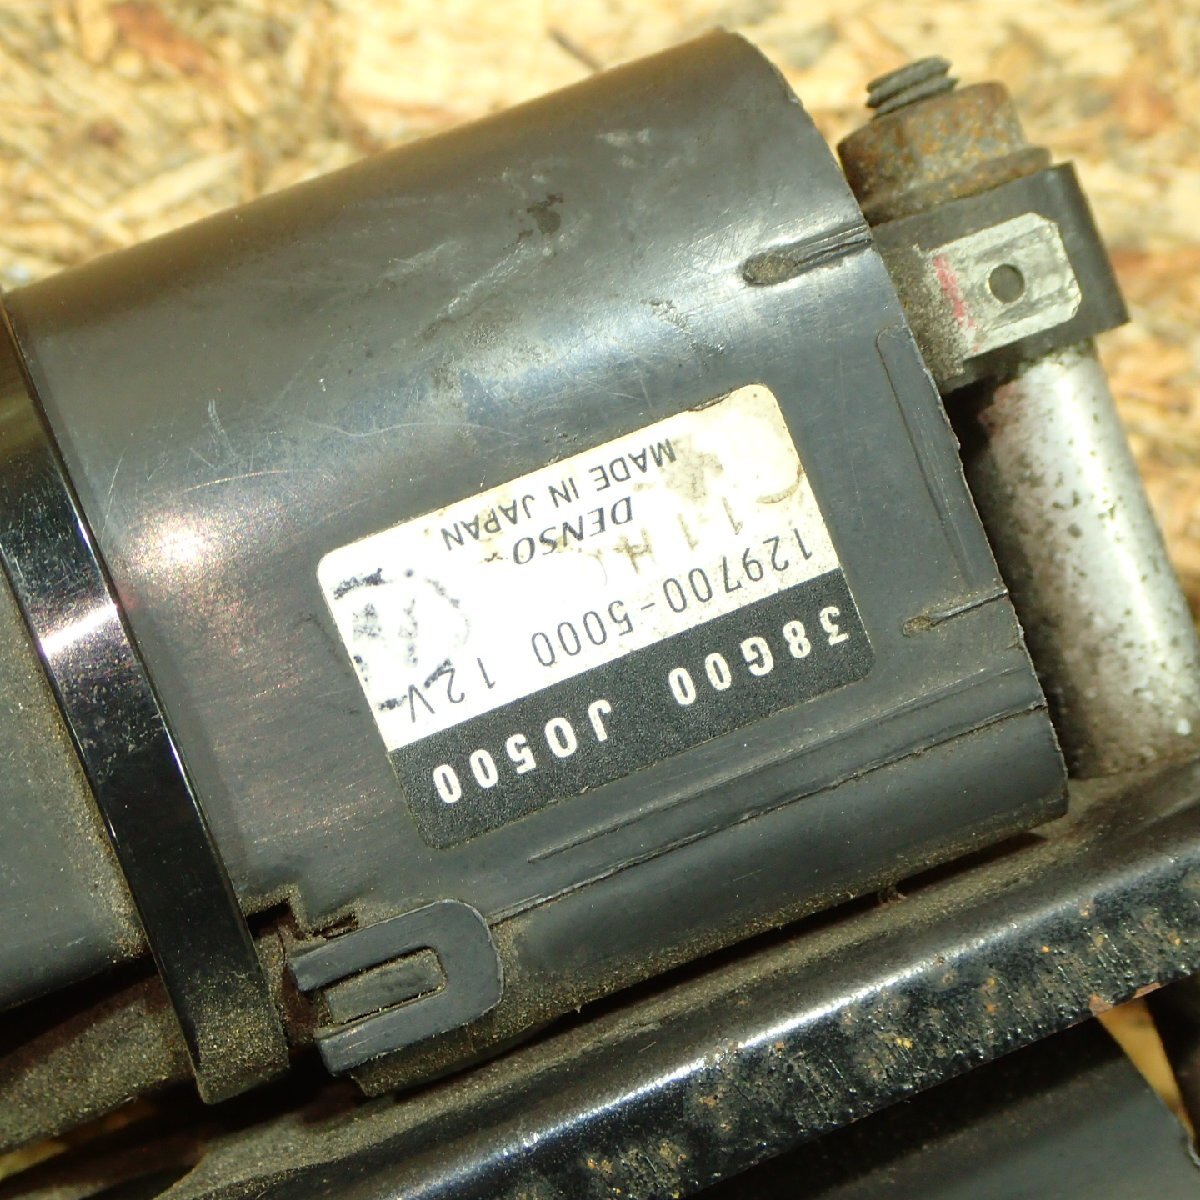 38G00 J0500
129700-5000 12V
DENSO
MADE IN JAPAN